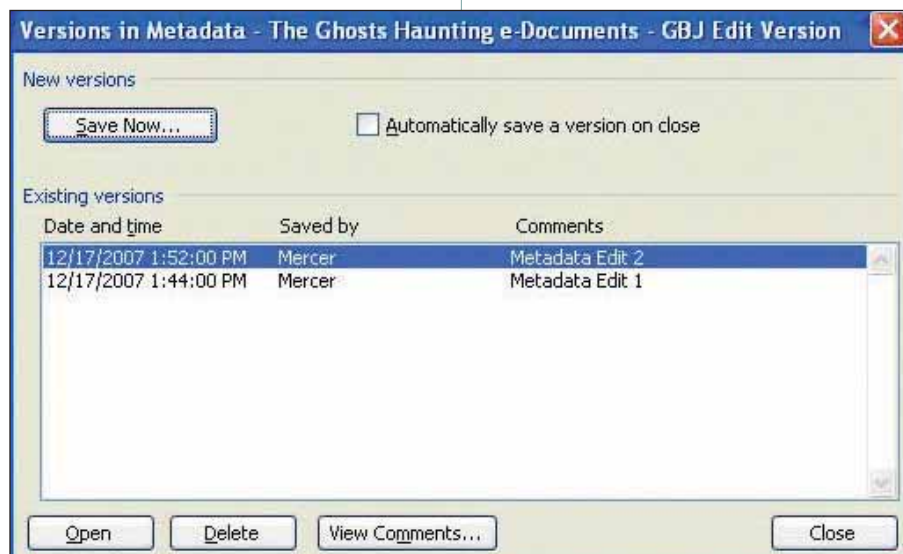 Versions in Metadata - The Ghosts Haunting e-Documents - GBJ Edit Version
New versions
Save Now...
Automatically save a version on close
Existing versions
Date and time Saved by Comments
12/17/2007 1:52:00 PM Mercer Metadata Edit 2
12/17/2007 1:44:00 PM Mercer Metadata Edit 1
Open Delete View Comments... Close